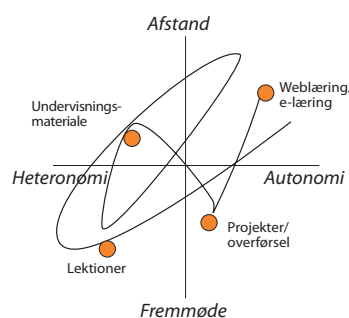 Afstand
Weblæring,
e-læring
Undervisnings-
materiale
Heteronomi
Autonomi
Projekter/
overførsel
Lektioner
Fremmøde